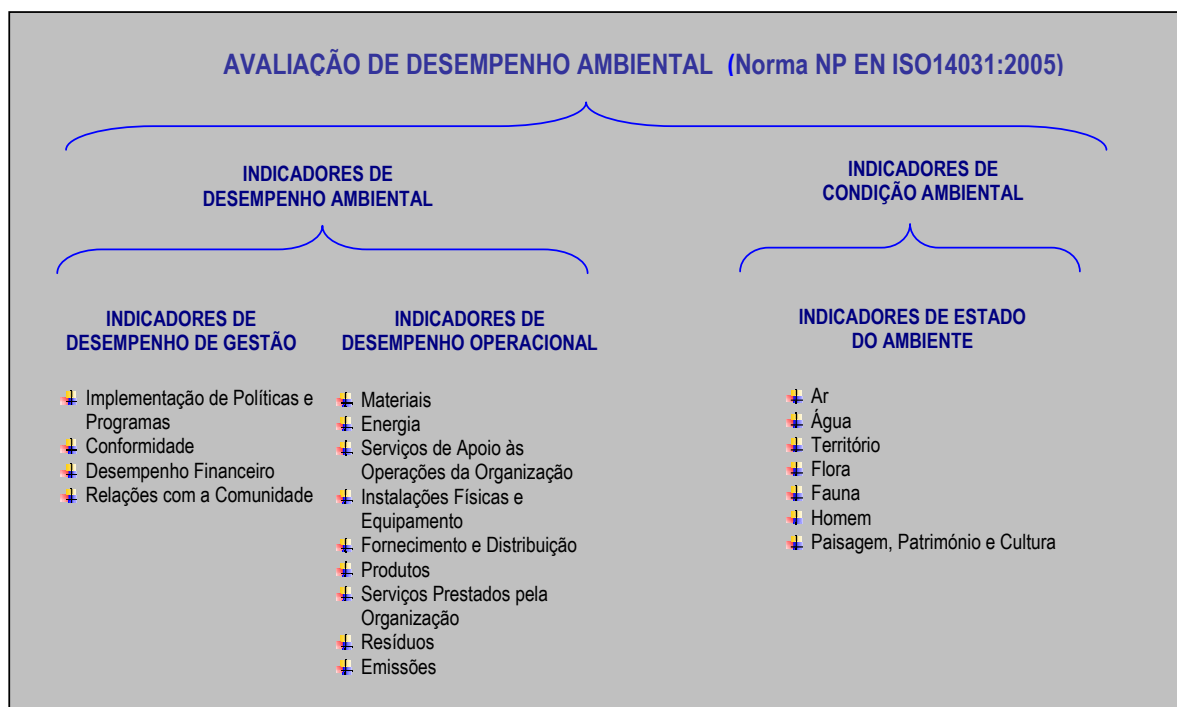 AVALIAÇÃO DE DESEMPENHO AMBIENTAL (Norma NP EN ISO14031:2005)
INDICADORES DE
DESEMPENHO AMBIENTAL
INDICADORES DE
CONDIÇÃO AMBIENTAL
INDICADORES DE
DESEMPENHO DE GESTÃO
Implementação de Políticas e
Programas
Conformidade
Desempenho Financeiro
Relações com a Comunidade
INDICADORES DE
DESEMPENHO OPERACIONAL
Materiais
Energia
Serviços de Apoio às
Operações da Organização
Instalações Físicas e
Equipamento
Fornecimento e Distribuição
Produtos
Serviços Prestados pela
Organização
Resíduos
Emissões
INDICADORES DE ESTADO
DO AMBIENTE
Ar
Água
Território
Flora
Fauna
Homem
Paisagem, Património e Cultura